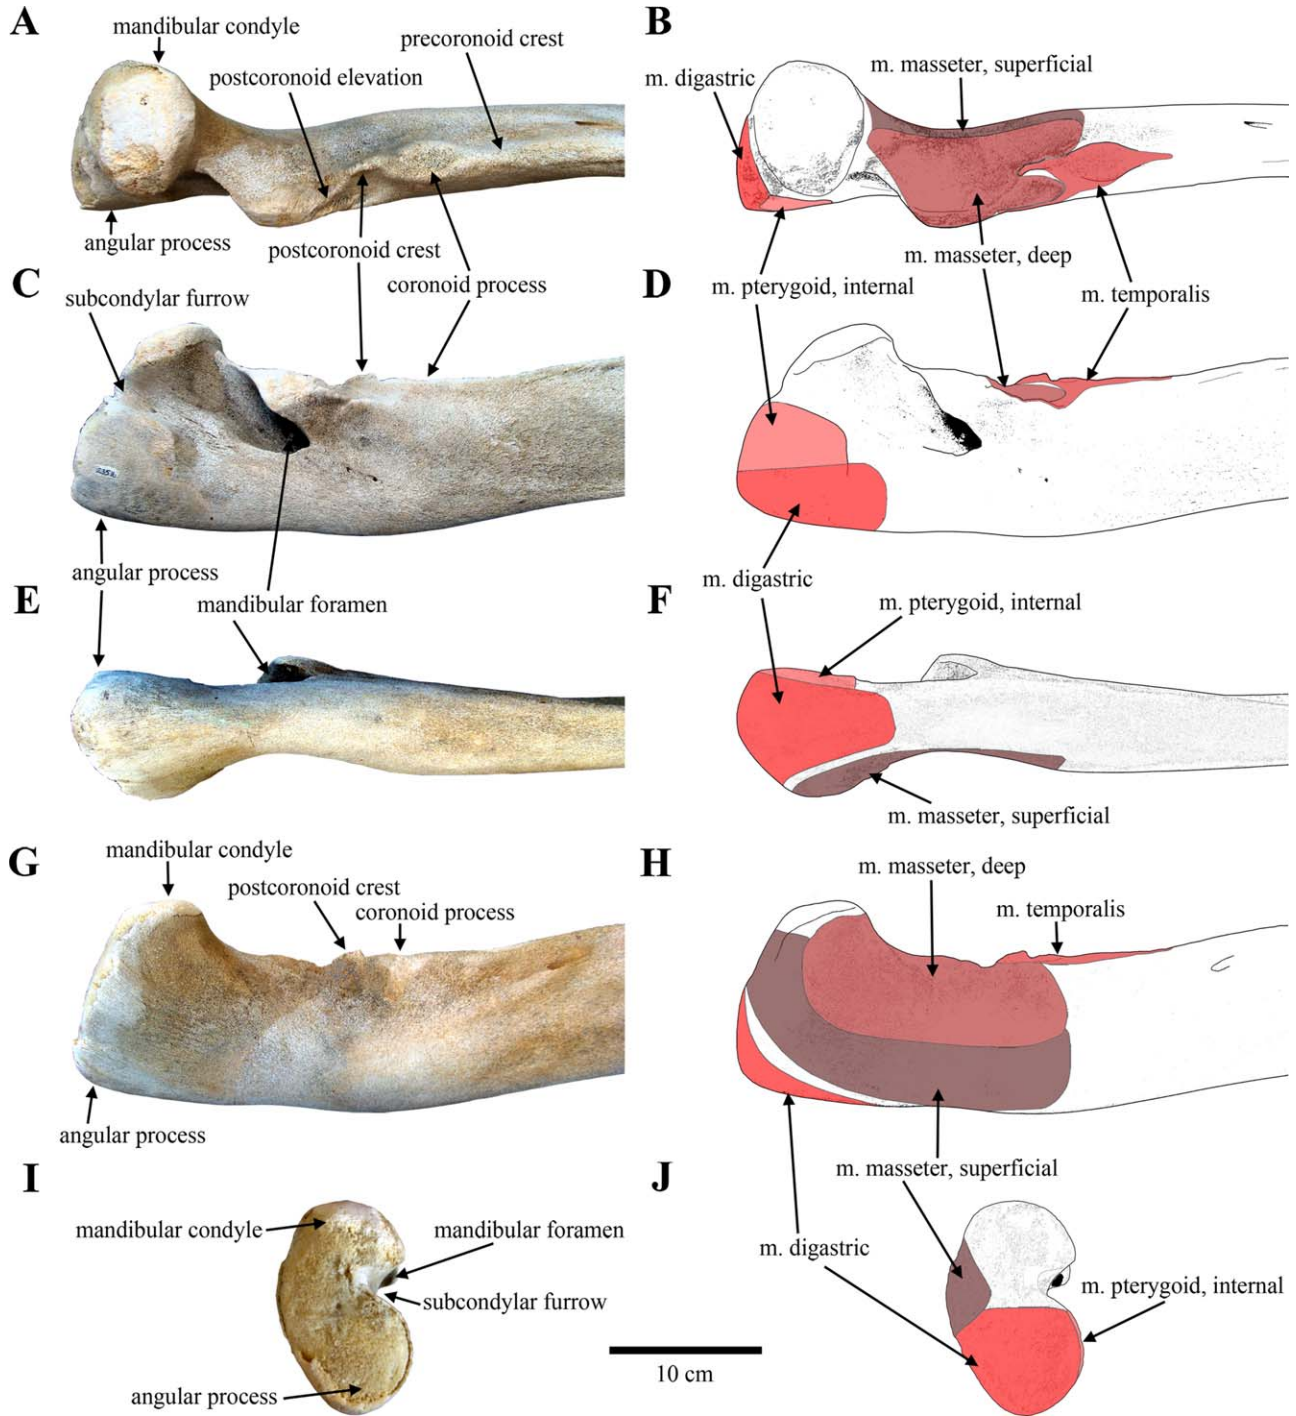 A
mandibular condyle
precoronoid crest
postcoronoid elevation
angular process
postcoronoid crest
B
m. masseter, superficial
m. digastric
m. masseter, deep
C
subcondylar furrow
coronoid process
angular process
mandibular foramen
D
m. pterygoid, internal
m. temporalis
m. digastric
E
F
m. pterygoid, internal
m. masseter, superficial
G
mandibular condyle
postcoronoid crest
coronoid process
angular process
H
m. masseter, deep
m. temporalis
m. masseter, superficial
I
mandibular condyle
mandibular foramen
subcondylar furrow
angular process
10 cm
J
m. digastric
m. pterygoid, internal